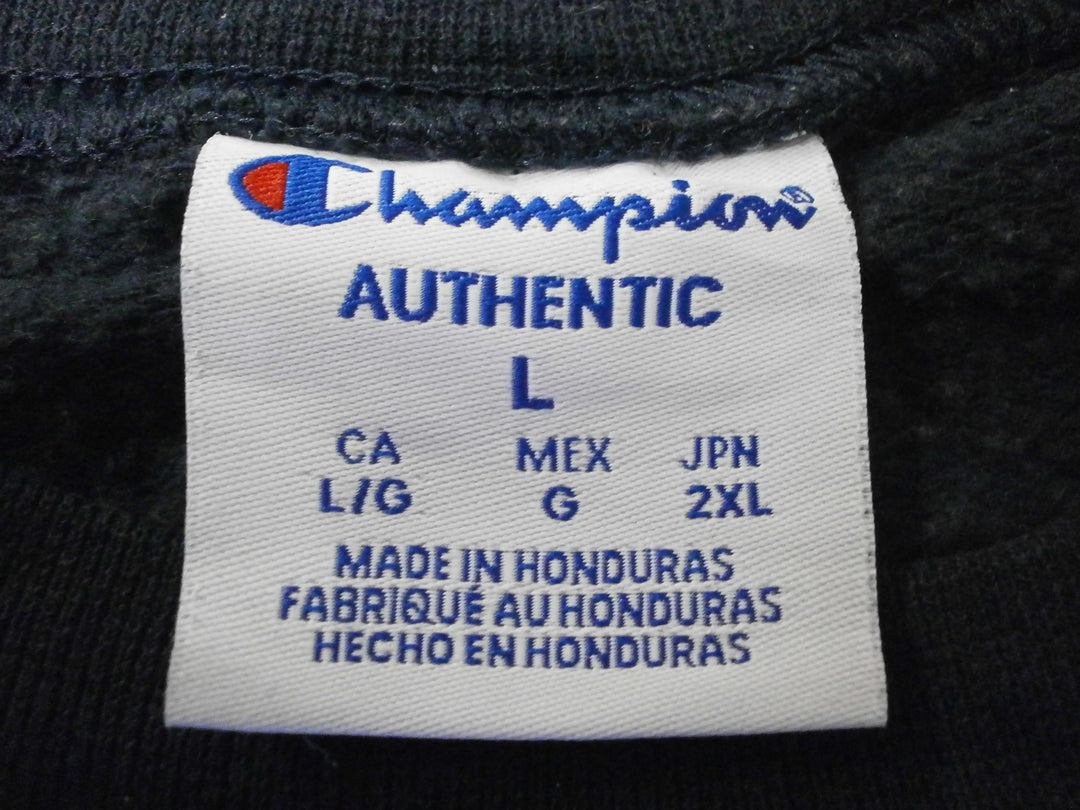 Champion®
AUTHENTIC
L
CA MEX JPN
L/G G 2XL
MADE IN HONDURAS
FABRIQUÉ AU HONDURAS
HECHO EN HONDURAS